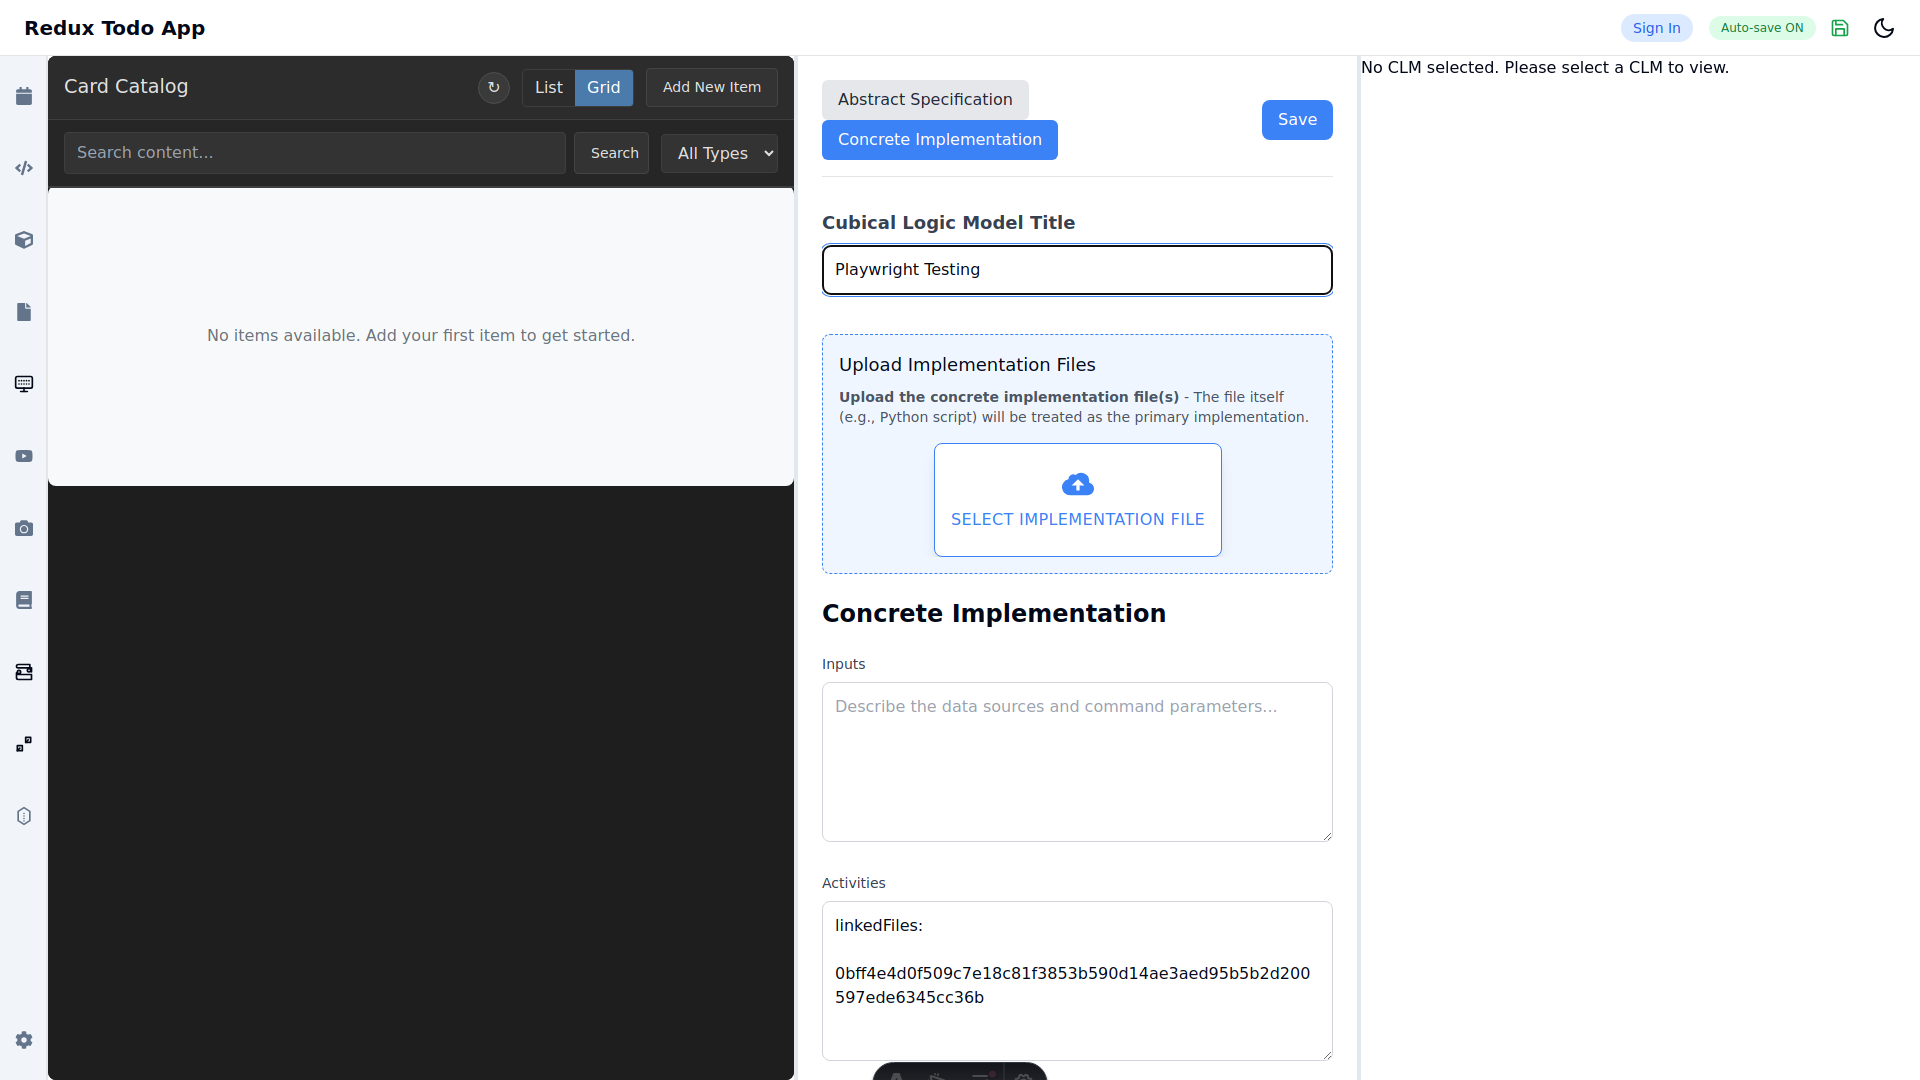 Redux Todo App
Sign In
Auto-save ON
Card Catalog
↻
List
Grid
Add New Item
Search content...
Search
All Types
No items available. Add your first item to get started.
Abstract Specification
Concrete Implementation
Save
Cubical Logic Model Title
Playwright Testing
Upload Implementation Files
Upload the concrete implementation file(s) - The file itself
(e.g., Python script) will be treated as the primary implementation.
SELECT IMPLEMENTATION FILE
Concrete Implementation
Inputs
Describe the data sources and command parameters...
Activities
linkedFiles:
0bff4e4d0f509c7e18c81f3853b590d14ae3aed95b5b2d200
597ede6345cc36b
No CLM selected. Please select a CLM to view.